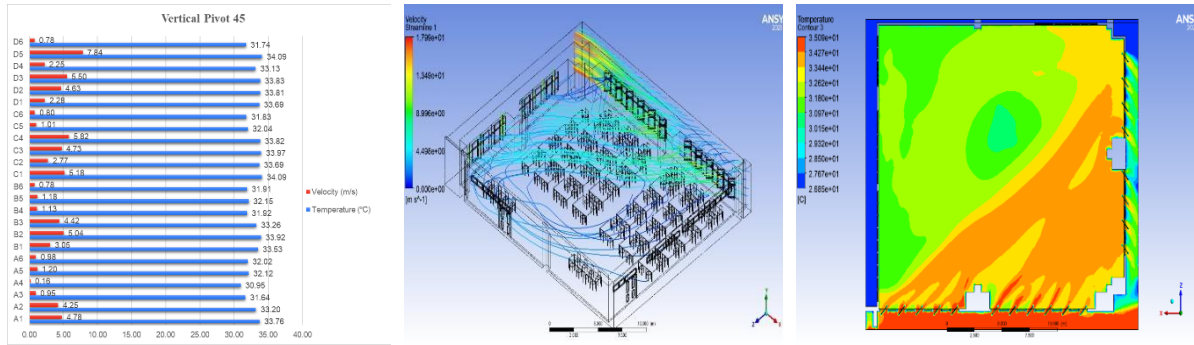 Vertical Pivot 45
D6 0.78 31.74
D5 7.84 34.09
D4 2.25 33.13
D3 5.50 33.83
D2 4.63 33.81
D1 2.28 33.69
C6 0.80 31.83
C5 1.01 32.04
C4 5.82 33.82
C3 4.73 33.97
C2 2.77 33.69
C1 5.18 34.09
B6 0.78 31.91
B5 1.18 32.15
B4 1.13 31.92
B3 4.42 33.26
B2 5.04 33.92
B1 3.05 33.53
A6 0.98 32.02
A5 1.20 32.12
A4 0.16 30.95
A3 0.95 31.64
A2 4.25 33.20
A1 4.78 33.76
0.00 5.00 10.00 15.00 20.00 25.00 30.00 35.00 40.00
Velocity (m/s)
Temperature (°C)
Velocity
Streamline 1
1.799e+01
1.349e+01
8.996e+00
4.498e+00
0.000e+00
[m s^-1]
ANSY
Temperature
Contour 3
3.509e+01
3.427e+01
3.344e+01
3.262e+01
3.180e+01
3.097e+01
3.015e+01
2.932e+01
2.850e+01
2.767e+01
2.685e+01
[C]
ANSY